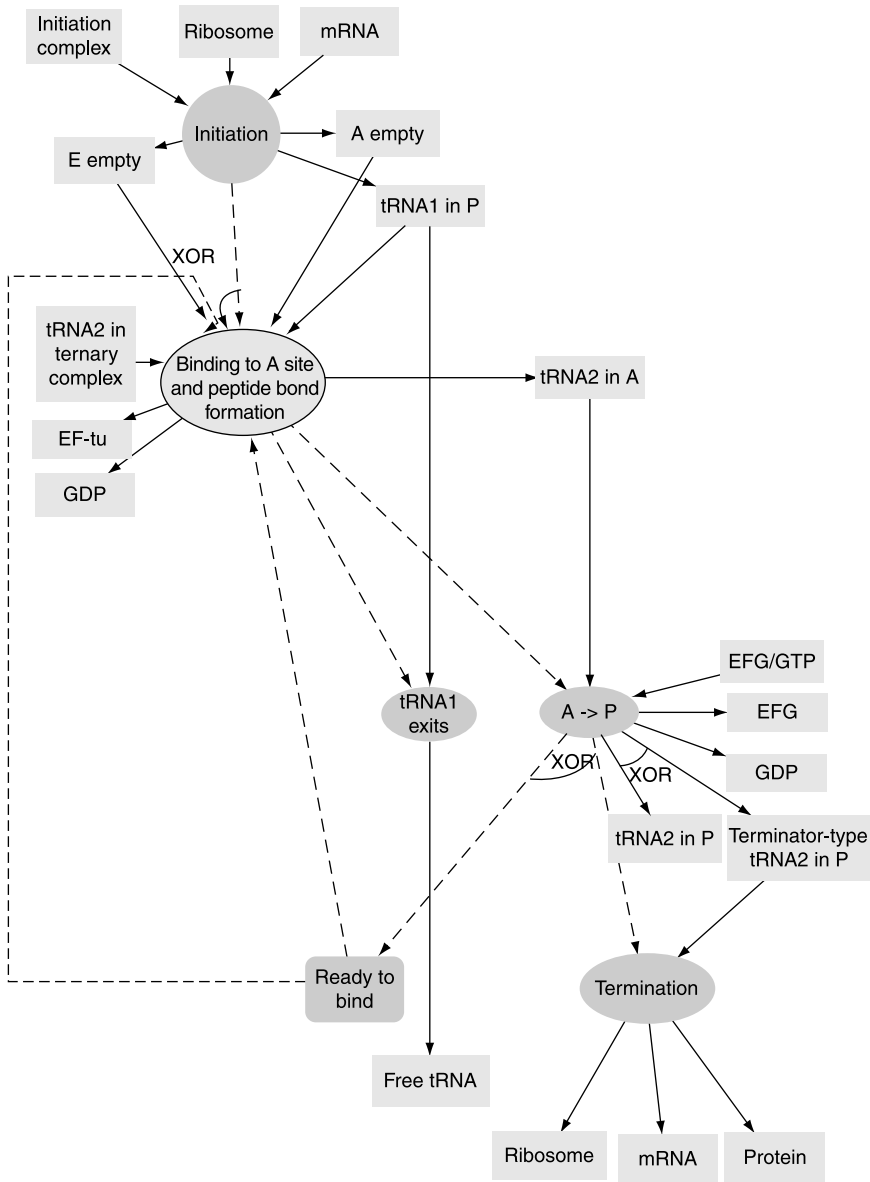 Initiation
complex
Ribosome
mRNA
Initiation
A empty
E empty
tRNA1 in P
XOR
tRNA2 in
ternary
complex
Binding to A site
and peptide bond
formation
tRNA2 in A
EF-tu
GDP
EFG/GTP
tRNA1
exits
A -> P
EFG
XOR
XOR
GDP
tRNA2 in P
Terminator-type
tRNA2 in P
Ready to
bind
Termination
Free tRNA
Ribosome
mRNA
Protein